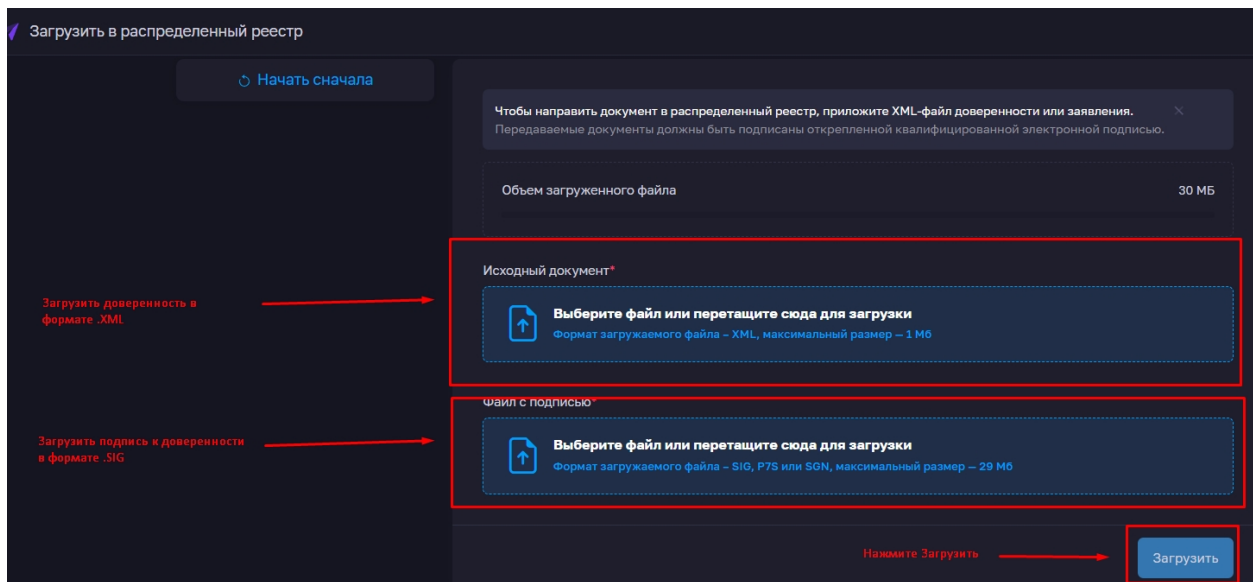 Загрузить в распределенный реестр
Начать сначала
Чтобы направить документ в распределенный реестр, приложите XML-файл доверенности или заявления.
Передаваемые документы должны быть подписаны открепленной квалифицированной электронной подписью.
Объем загруженного файла 30 МБ
Исходный документ*
Загрузить доверенность в
формате .XML
Выберите файл или перетащите сюда для загрузки
Формат загружаемого файла – XML, максимальный размер — 1 Мб
Файл с подписью*
Загрузить подпись к доверенности
в формате .SIG
Выберите файл или перетащите сюда для загрузки
Формат загружаемого файла – SIG, P7S или SGN, максимальный размер — 29 Мб
Нажмите Загрузить
Загрузить